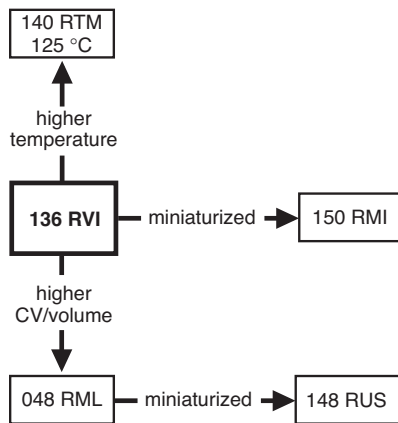 140 RTM
125 °C
higher
temperature
136 RVI
miniaturized
150 RMI
higher
CV/volume
048 RML
miniaturized
148 RUS